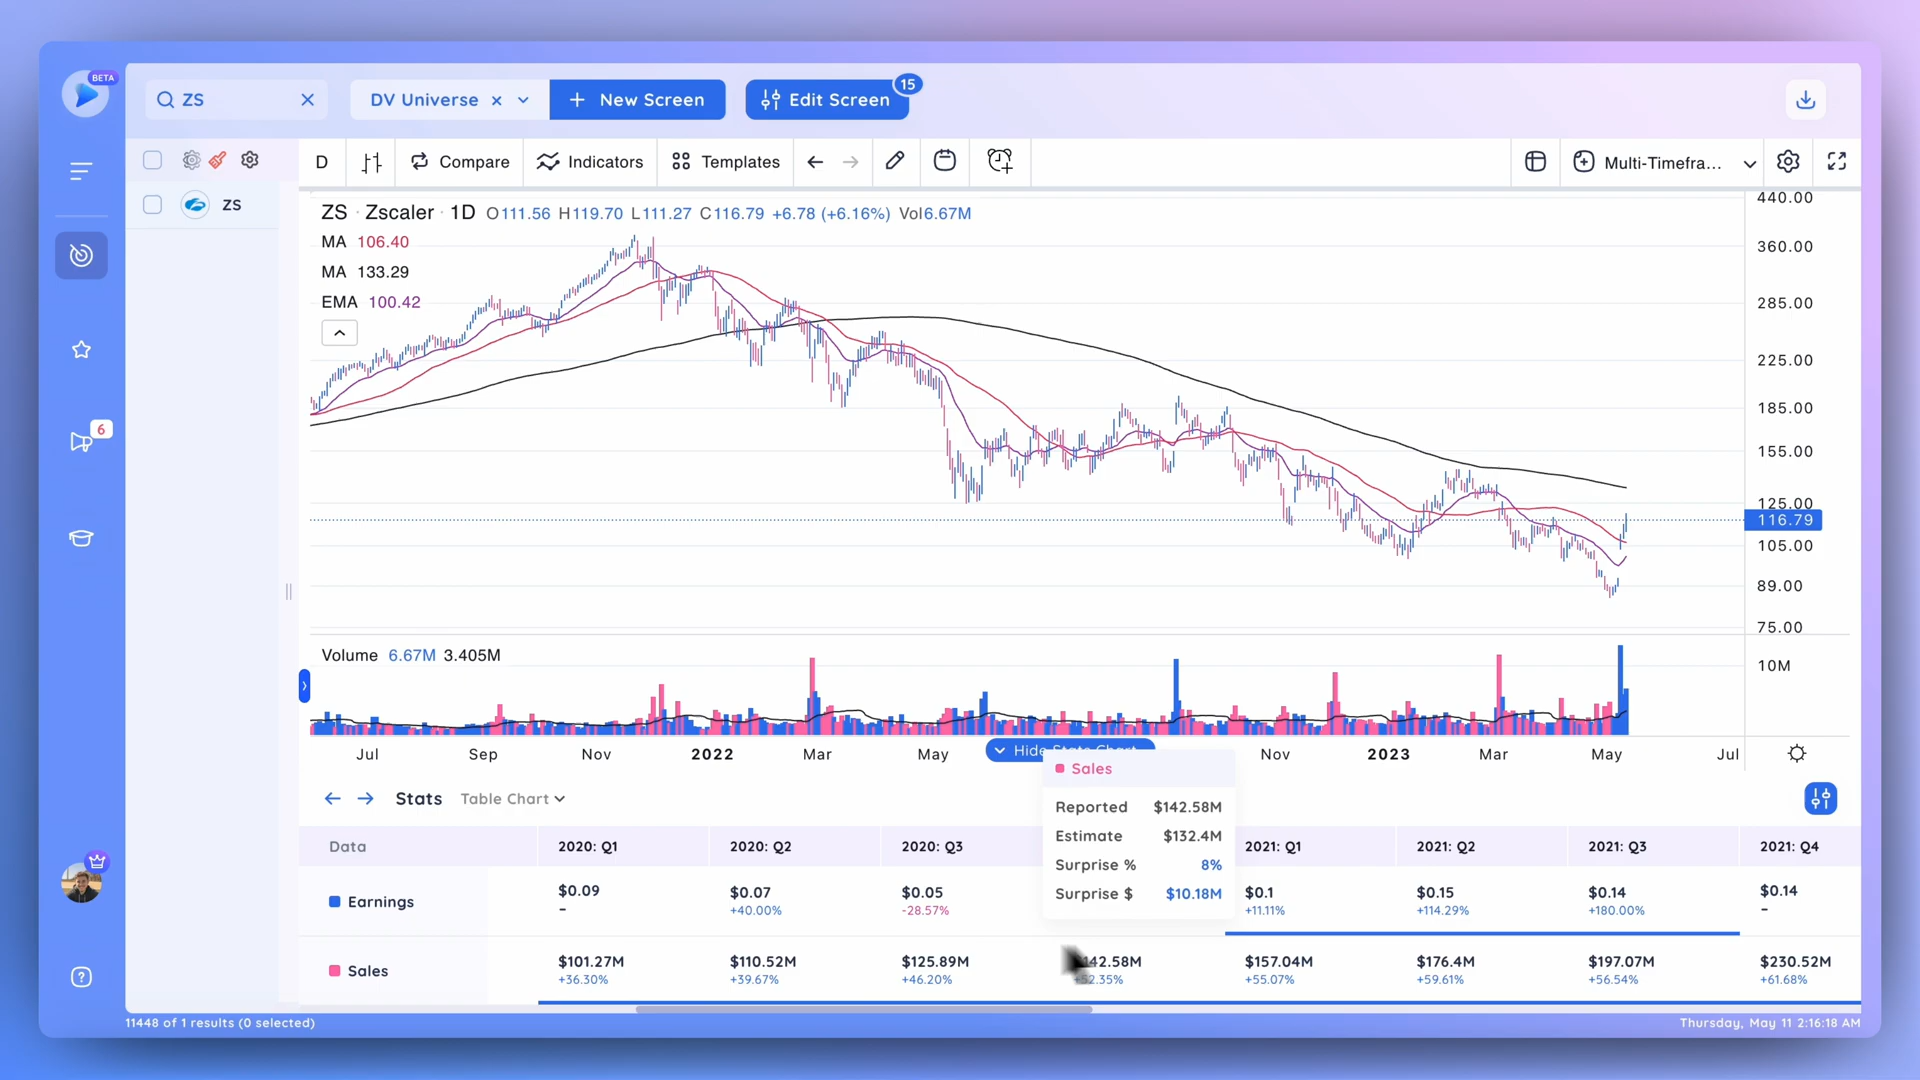 BETA
ZS
DV Universe
New Screen
Edit Screen
15
D
Compare
Indicators
Templates
Multi-Timefra...
ZS
ZS · Zscaler · 1D O111.56 H119.70 L111.27 C116.79 +6.78 (+6.16%) Vol6.67M
MA 106.40
MA 133.29
EMA 100.42
440.00
360.00
285.00
225.00
185.00
155.00
125.00
116.79
105.00
89.00
75.00
6
Volume 6.67M 3.405M
10M
Jul Sep Nov 2022 Mar May Nov 2023 Mar May Jul
Hide Stats Chart
Sales
Reported $142.58M
Estimate $132.4M
Surprise % 8%
Surprise $ $10.18M
Stats Table Chart
Data 2020: Q1 2020: Q2 2020: Q3 2021: Q1 2021: Q2 2021: Q3 2021: Q4
Earnings $0.09 $0.07 $0.05 $0.1 $0.15 $0.14 $0.14
– +40.00% -28.57% +11.11% +114.29% +180.00% –
Sales $101.27M $110.52M $125.89M $157.04M $176.4M $197.07M $230.52M
+36.30% +39.67% +46.20% +55.07% +59.61% +56.54% +61.68%
11448 of 1 results (0 selected)
Thursday, May 11 2:16:18 AM